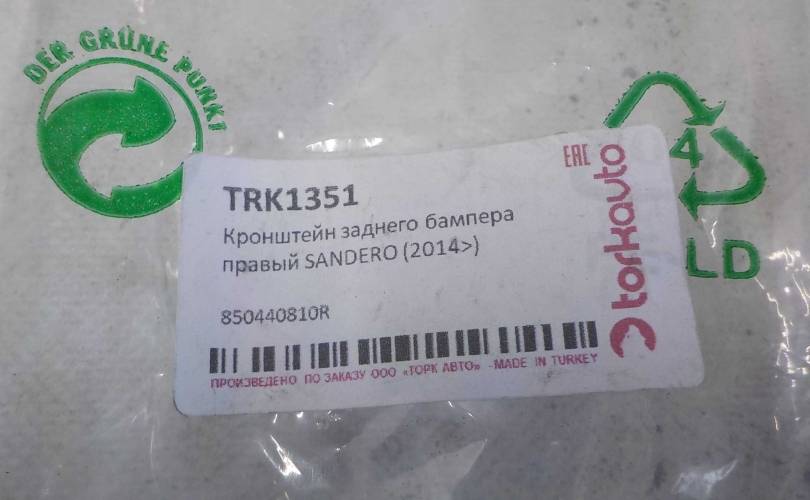 DER GRÜNE PUNKT
4
LD
EAC
torkavto
TRK1351
Кронштейн заднего бампера
правый SANDERO (2014>)
850440810R
ПРОИЗВЕДЕНО ПО ЗАКАЗУ ООО «ТОРК АВТО» - MADE IN TURKEY